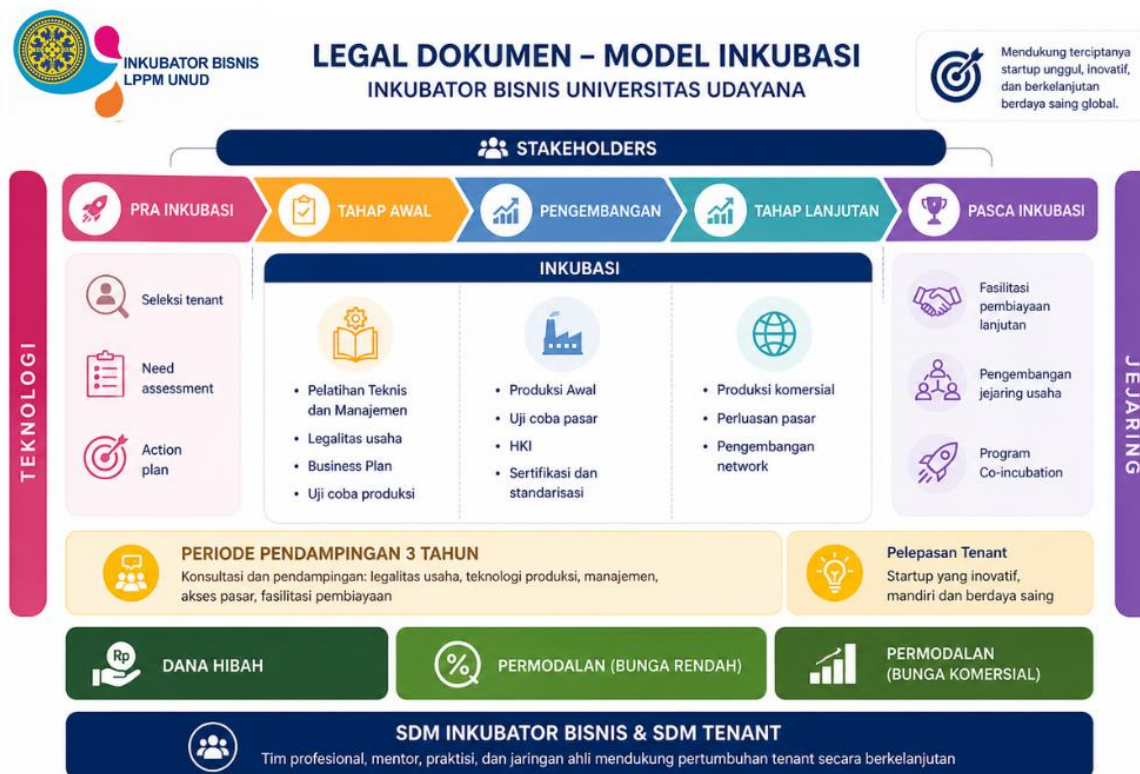 INKUBATOR BISNIS
LPPM UNUD
LEGAL DOKUMEN – MODEL INKUBASI
INKUBATOR BISNIS UNIVERSITAS UDAYANA
Mendukung terciptanya
startup unggul, inovatif,
dan berkelanjutan
berdaya saing global.
STAKEHOLDERS
TEKNOLOGI
PRA INKUBASI
TAHAP AWAL
PENGEMBANGAN
TAHAP LANJUTAN
PASCA INKUBASI
JEJARING
Seleksi tenant
Need
assessment
Action
plan
INKUBASI
• Pelatihan Teknis
dan Manajemen
• Legalitas usaha
• Business Plan
• Uji coba produksi
• Produksi Awal
• Uji coba pasar
• HKI
• Sertifikasi dan
standarisasi
• Produksi komersial
• Perluasan pasar
• Pengembangan
network
Fasilitasi
pembiayaan
lanjutan
Pengembangan
jejaring usaha
Program
Co-incubation
PERIODE PENDAMPINGAN 3 TAHUN
Konsultasi dan pendampingan: legalitas usaha, teknologi produksi, manajemen,
akses pasar, fasilitasi pembiayaan
Pelepasan Tenant
Startup yang inovatif,
mandiri dan berdaya saing
Rp
DANA HIBAH
%
PERMODALAN (BUNGA RENDAH)
PERMODALAN
(BUNGA KOMERSIAL)
SDM INKUBATOR BISNIS & SDM TENANT
Tim profesional, mentor, praktisi, dan jaringan ahli mendukung pertumbuhan tenant secara berkelanjutan